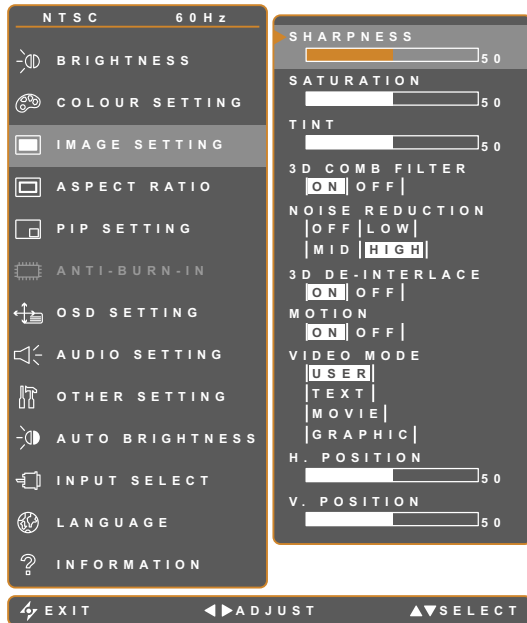 NTSC 60Hz
BRIGHTNESS
COLOUR SETTING
IMAGE SETTING
ASPECT RATIO
PIP SETTING
ANTI-BURN-IN
OSD SETTING
AUDIO SETTING
OTHER SETTING
AUTO BRIGHTNESS
INPUT SELECT
LANGUAGE
INFORMATION
SHARPNESS
50
SATURATION
50
TINT
50
3D COMB FILTER
ON OFF
NOISE REDUCTION
OFF LOW
MID HIGH
3D DE-INTERLACE
ON OFF
MOTION
ON OFF
VIDEO MODE
USER
TEXT
MOVIE
GRAPHIC
H. POSITION
50
V. POSITION
50
EXIT ADJUST SELECT